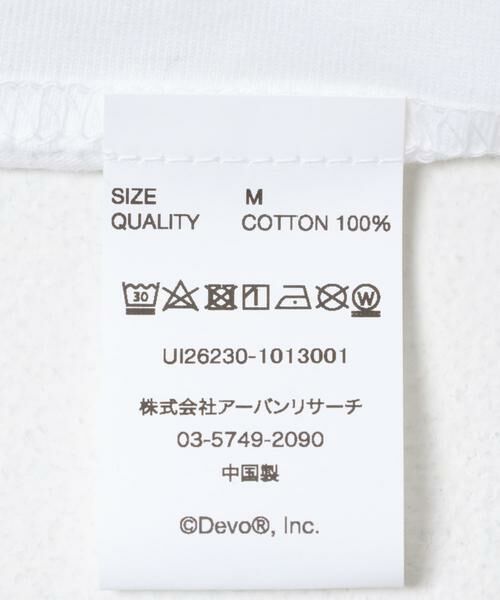 SIZE M
QUALITY COTTON 100%
30 W
UI26230-1013001
株式会社アーバンリサーチ
03-5749-2090
中国製
©Devo®, Inc.